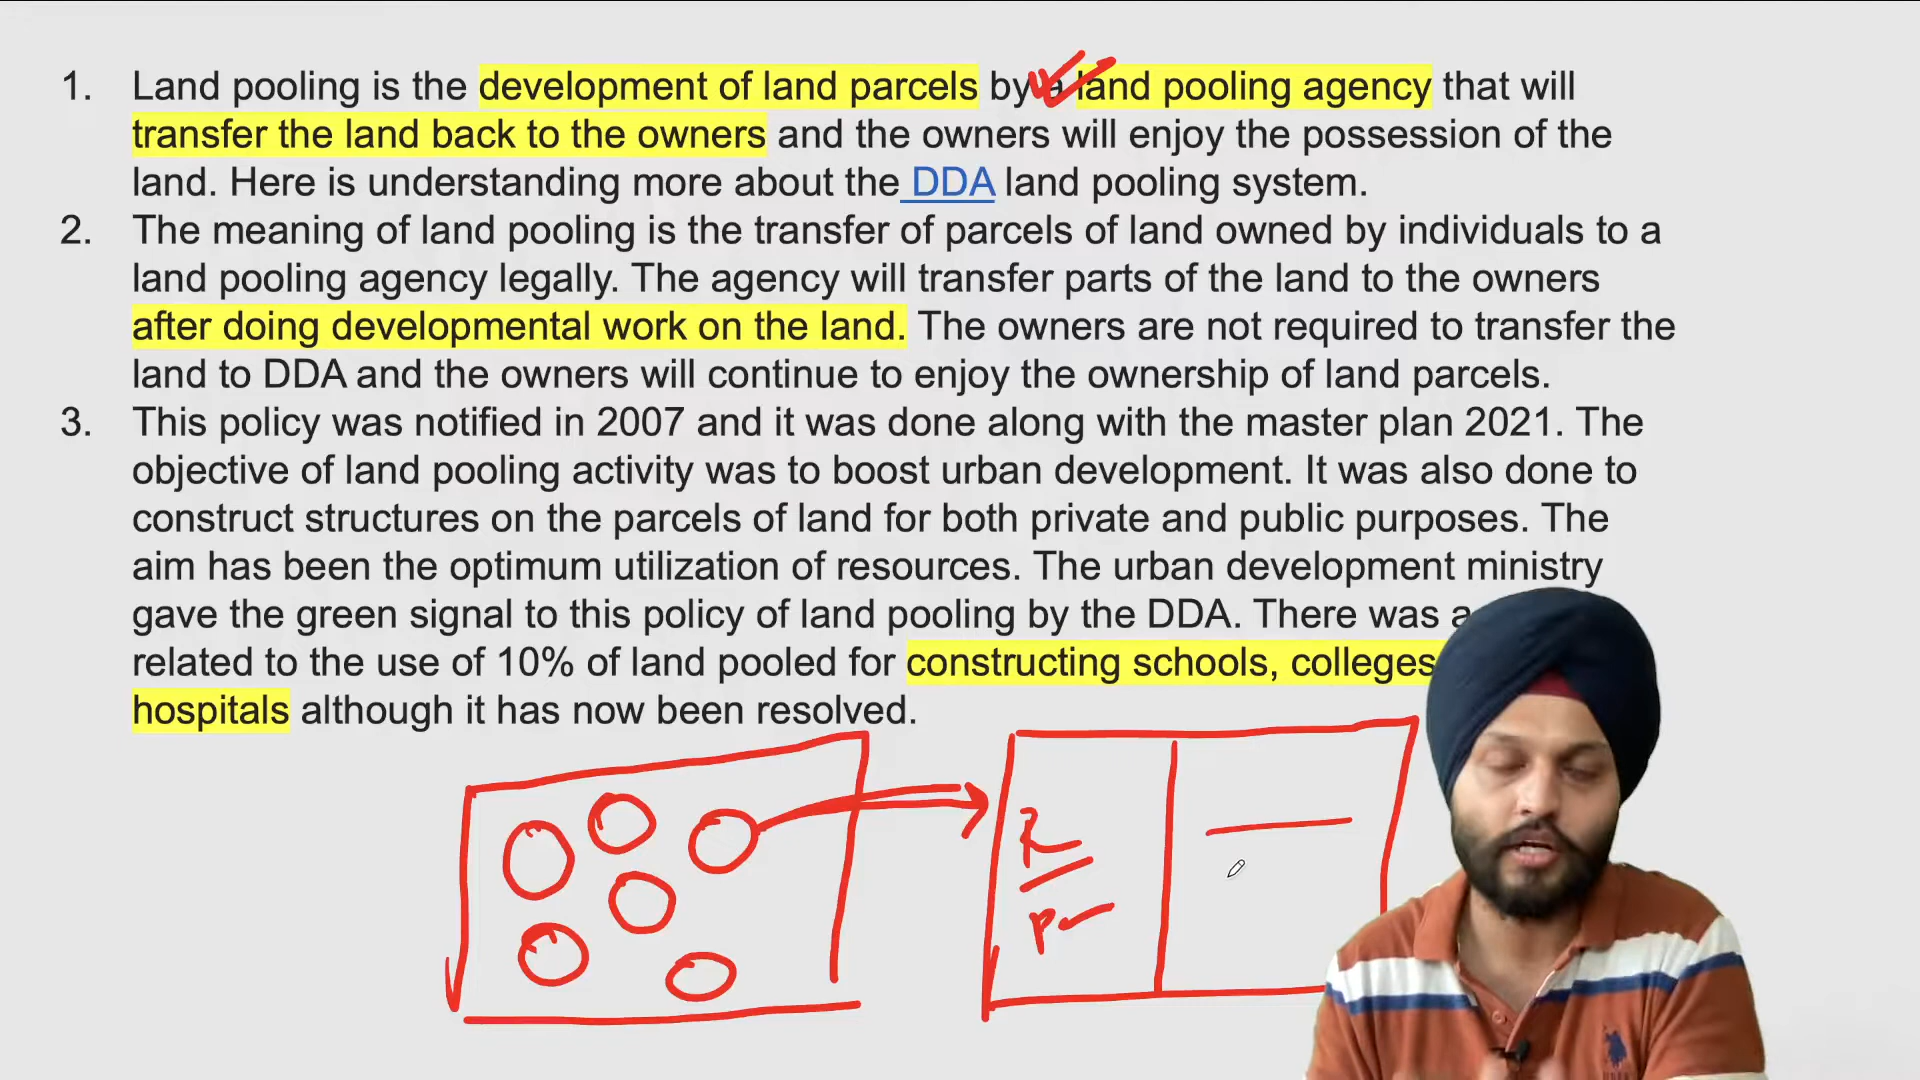 1. Land pooling is the development of land parcels by a land pooling agency that will
transfer the land back to the owners and the owners will enjoy the possession of the
land. Here is understanding more about the DDA land pooling system.
2. The meaning of land pooling is the transfer of parcels of land owned by individuals to a
land pooling agency legally. The agency will transfer parts of the land to the owners
after doing developmental work on the land. The owners are not required to transfer the
land to DDA and the owners will continue to enjoy the ownership of land parcels.
3. This policy was notified in 2007 and it was done along with the master plan 2021. The
objective of land pooling activity was to boost urban development. It was also done to
construct structures on the parcels of land for both private and public purposes. The
aim has been the optimum utilization of resources. The urban development ministry
gave the green signal to this policy of land pooling by the DDA. There was a
related to the use of 10% of land pooled for constructing schools, colleges
hospitals although it has now been resolved.
R